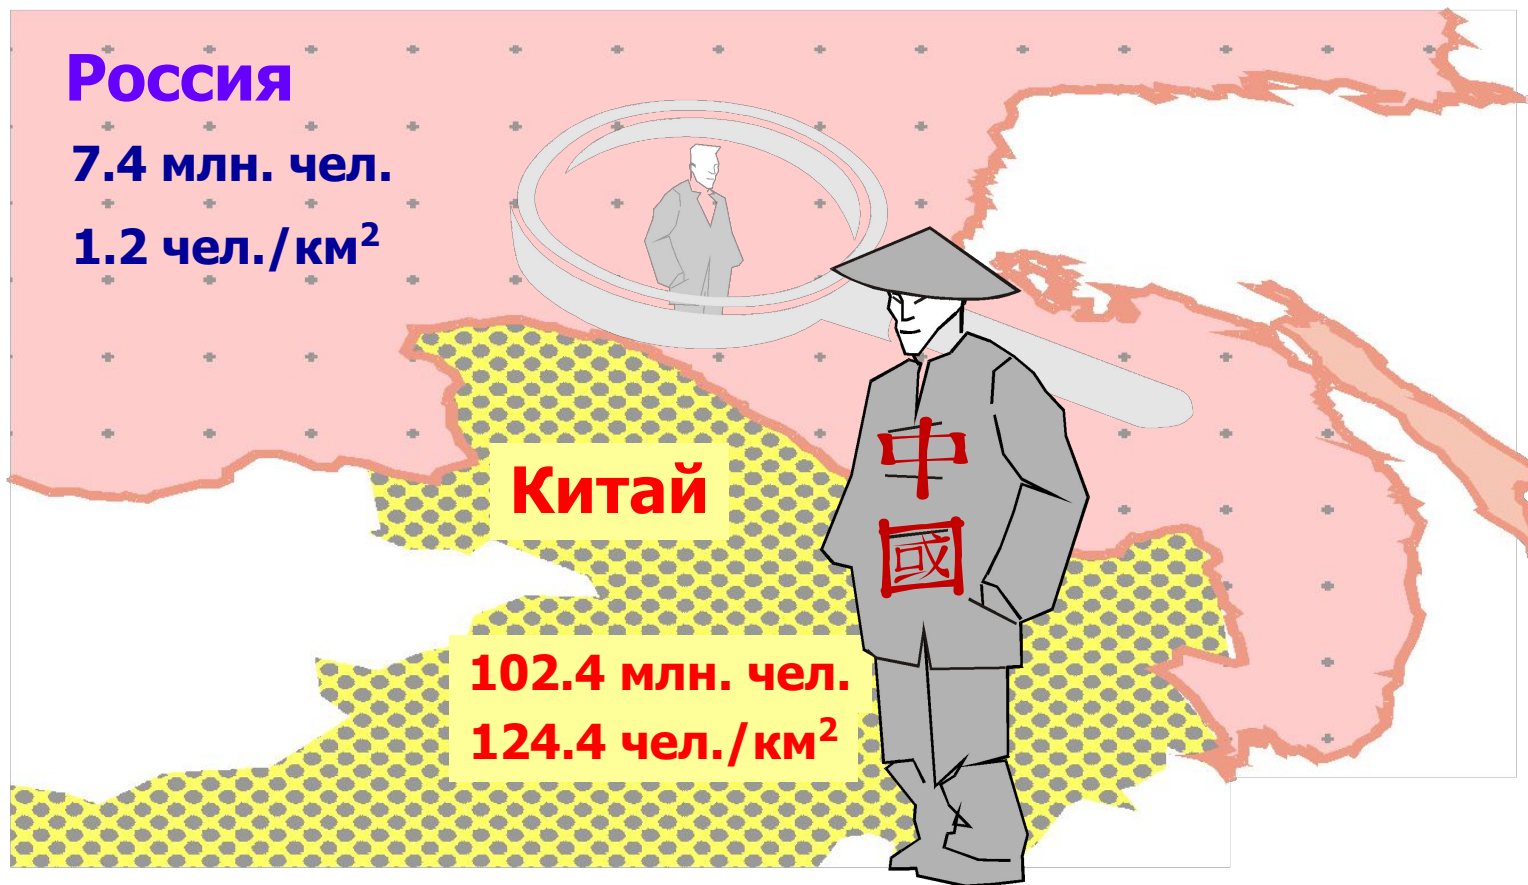 Россия
7.4 млн. чел.
1.2 чел./км²
Китай
中
國
102.4 млн. чел.
124.4 чел./км²